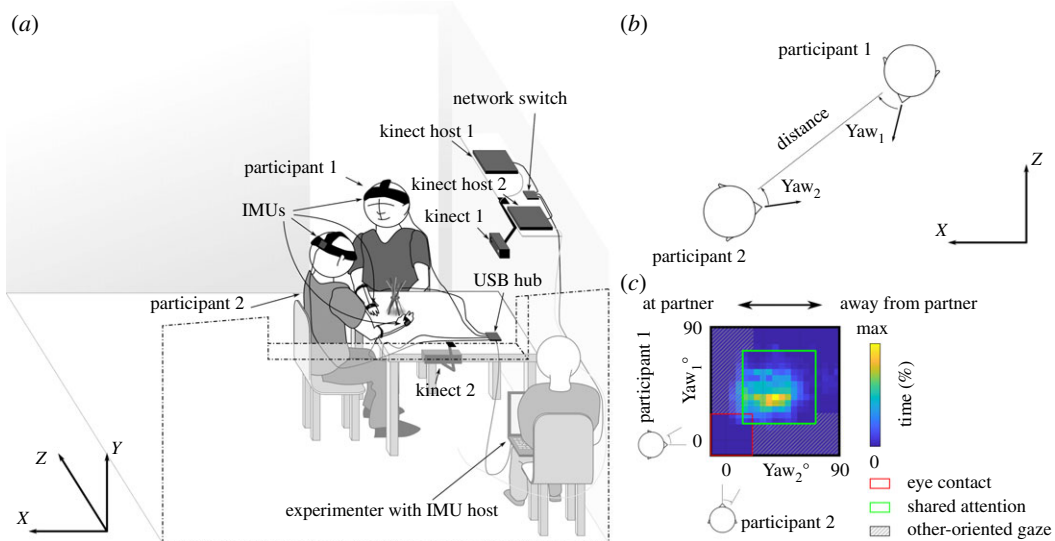 (a)
network switch
kinect host 1
participant 1
kinect host 2
IMUs
kinect 1
USB hub
participant 2
kinect 2
Z
Y
X
experimenter with IMU host
(b)
participant 1
distance
Yaw1
Yaw2
participant 2
Z
X
(c)
at partner
away from partner
participant 1
Yaw1°
90
0
0
Yaw2°
90
participant 2
max
time (%)
0
eye contact
shared attention
other-oriented gaze